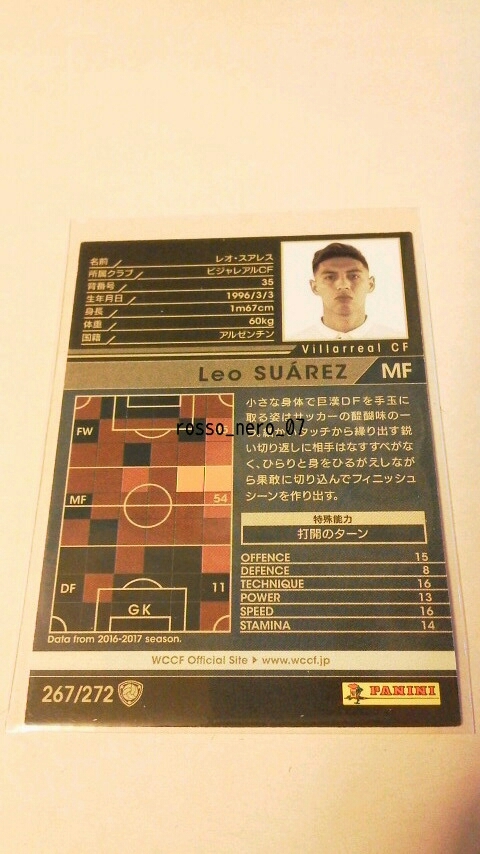 名前 レオ・スアレス
所属クラブ ビジャレアルCF
背番号 35
生年月日 1996/3/3
身長 1m67cm
体重 60kg
国籍 アルゼンチン
Villarreal CF
Leo SUÁREZ MF
FW
MF 54
DF 11
GK
Data from 2016-2017 season.
小さな身体で巨漢DFを手玉に
取る姿はサッカーの醍醐味の一
タッチから繰り出す鋭
い切り返しに相手はなすすべがな
く、ひらりと身をひるがえしなが
ら果敢に切り込んでフィニッシュ
シーンを作り出す。
rosso_nero_07
特殊能力
打開のターン
OFFENCE 15
DEFENCE 8
TECHNIQUE 16
POWER 13
SPEED 16
STAMINA 14
WCCF Official Site www.wccf.jp
267/272
PANINI